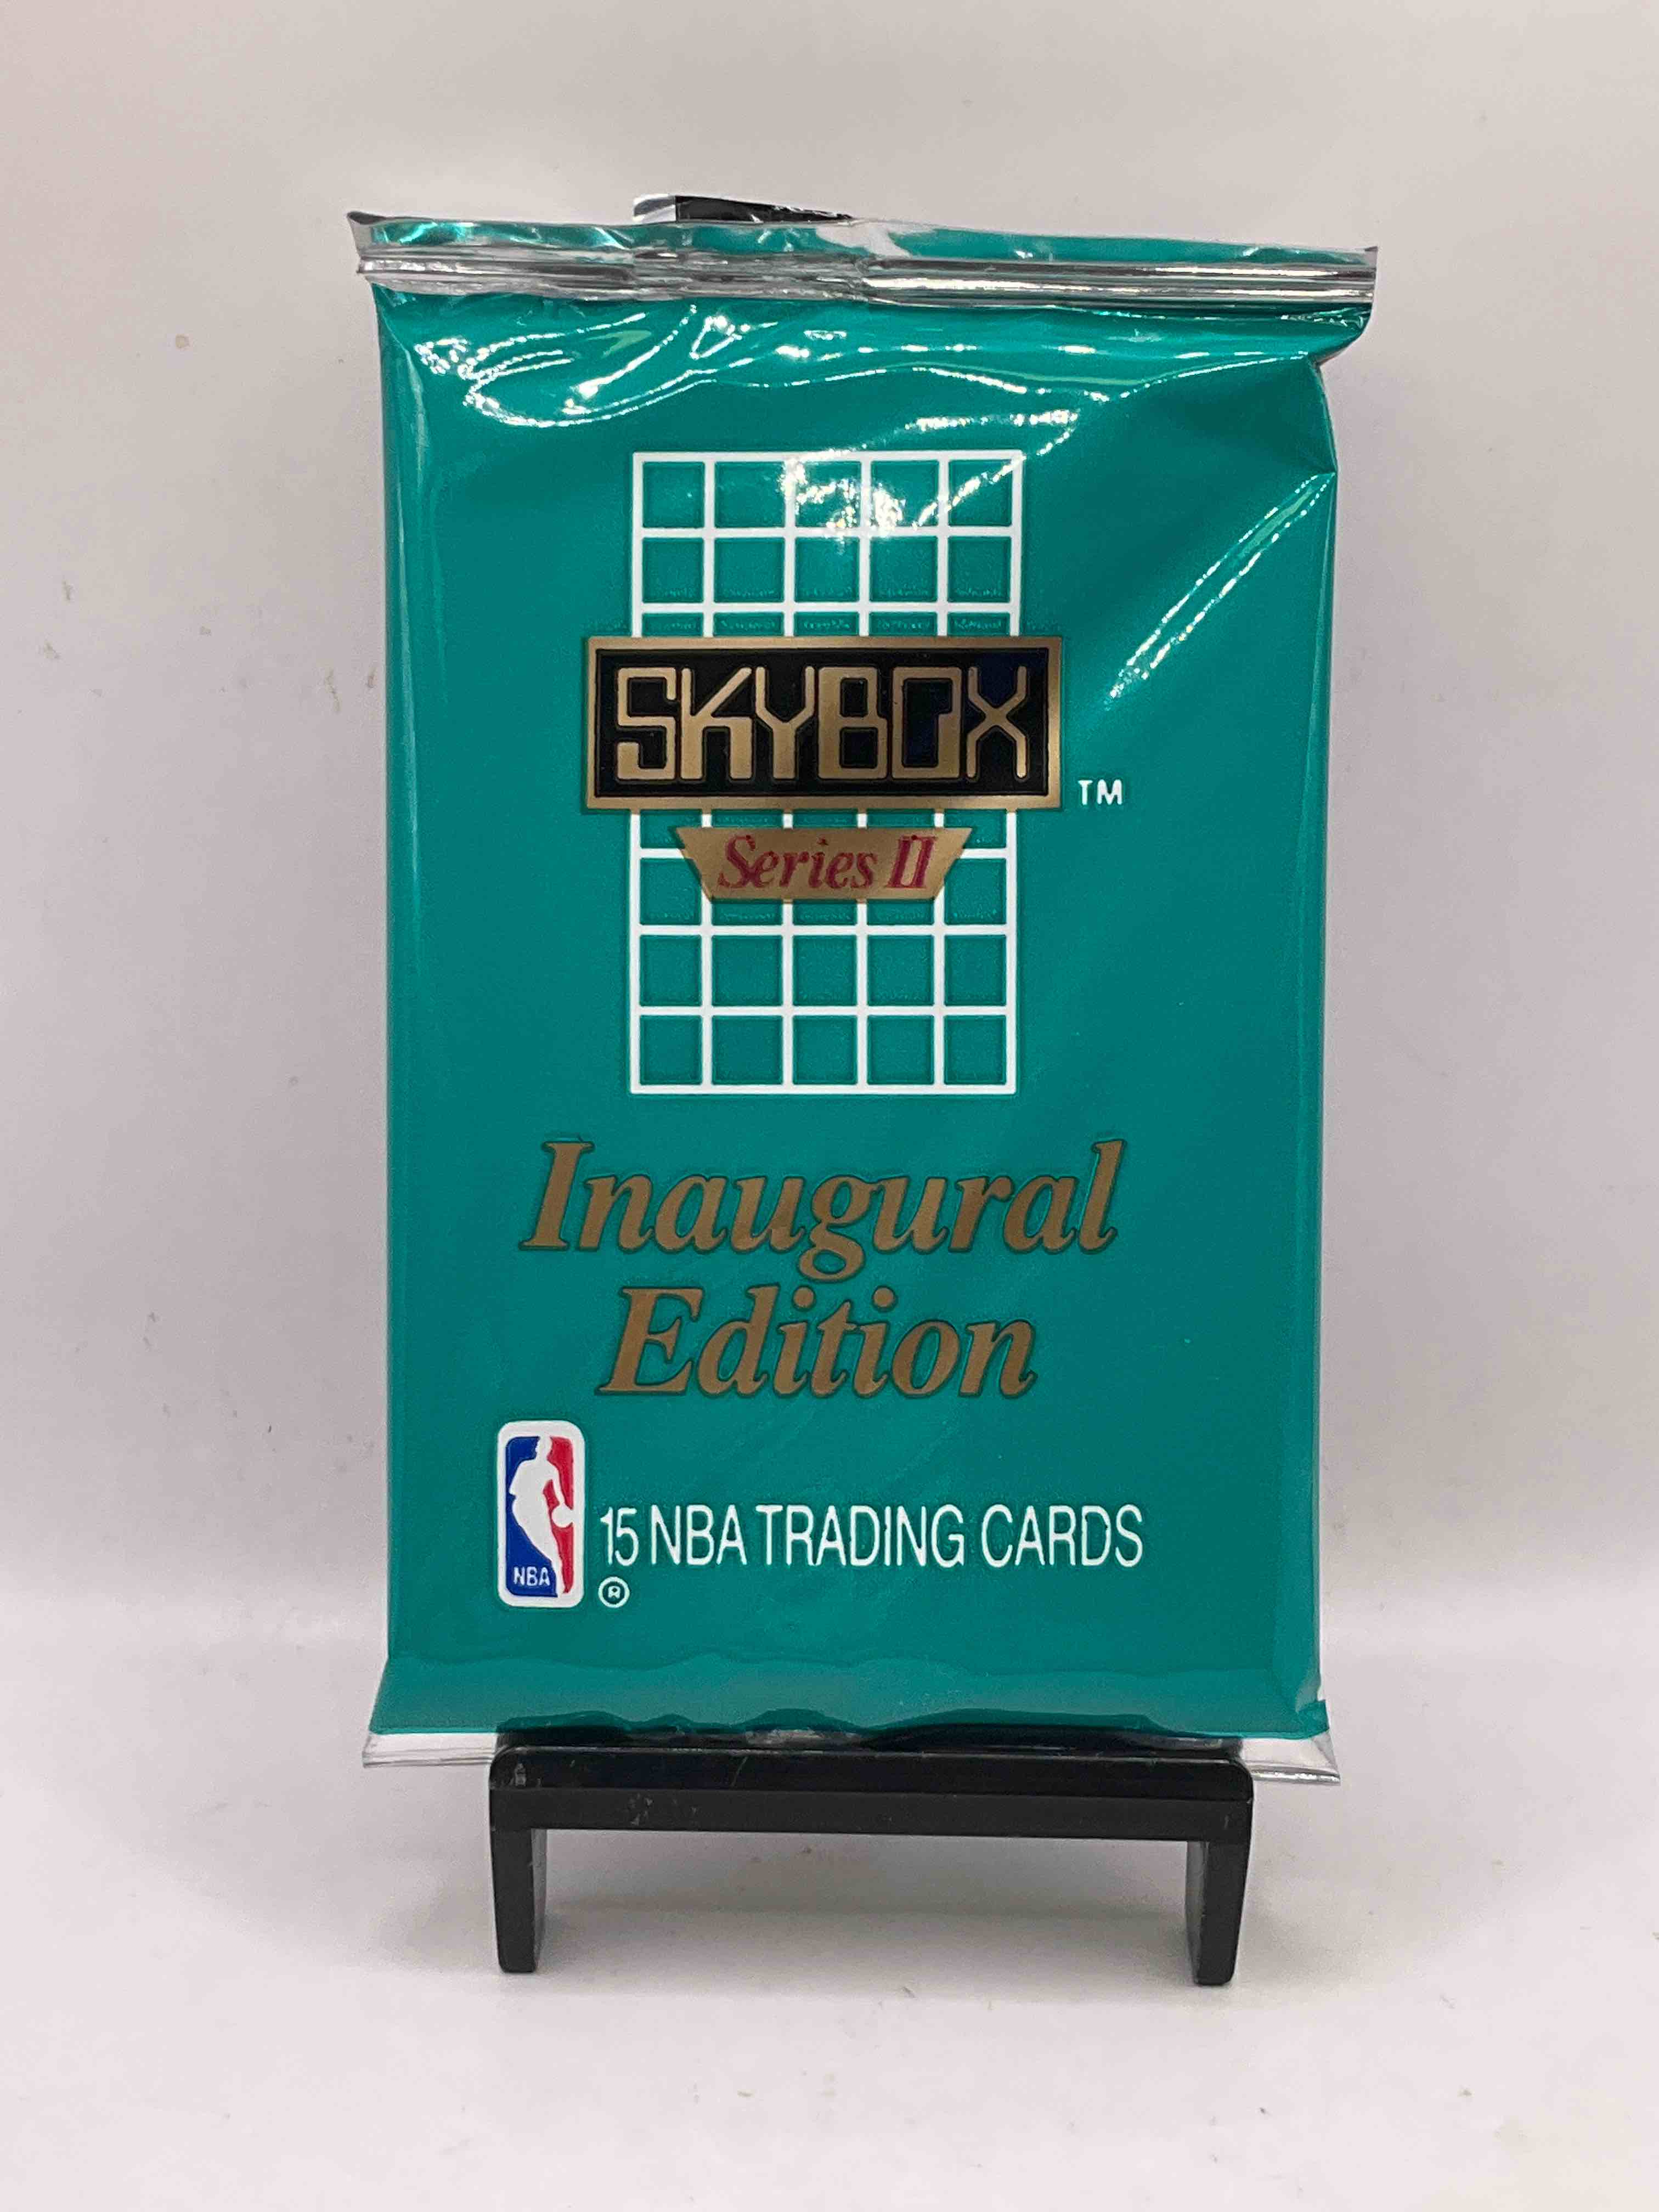 SKYBOX
TM
Series II
Inaugural
Edition
NBA
15 NBA TRADING CARDS
®